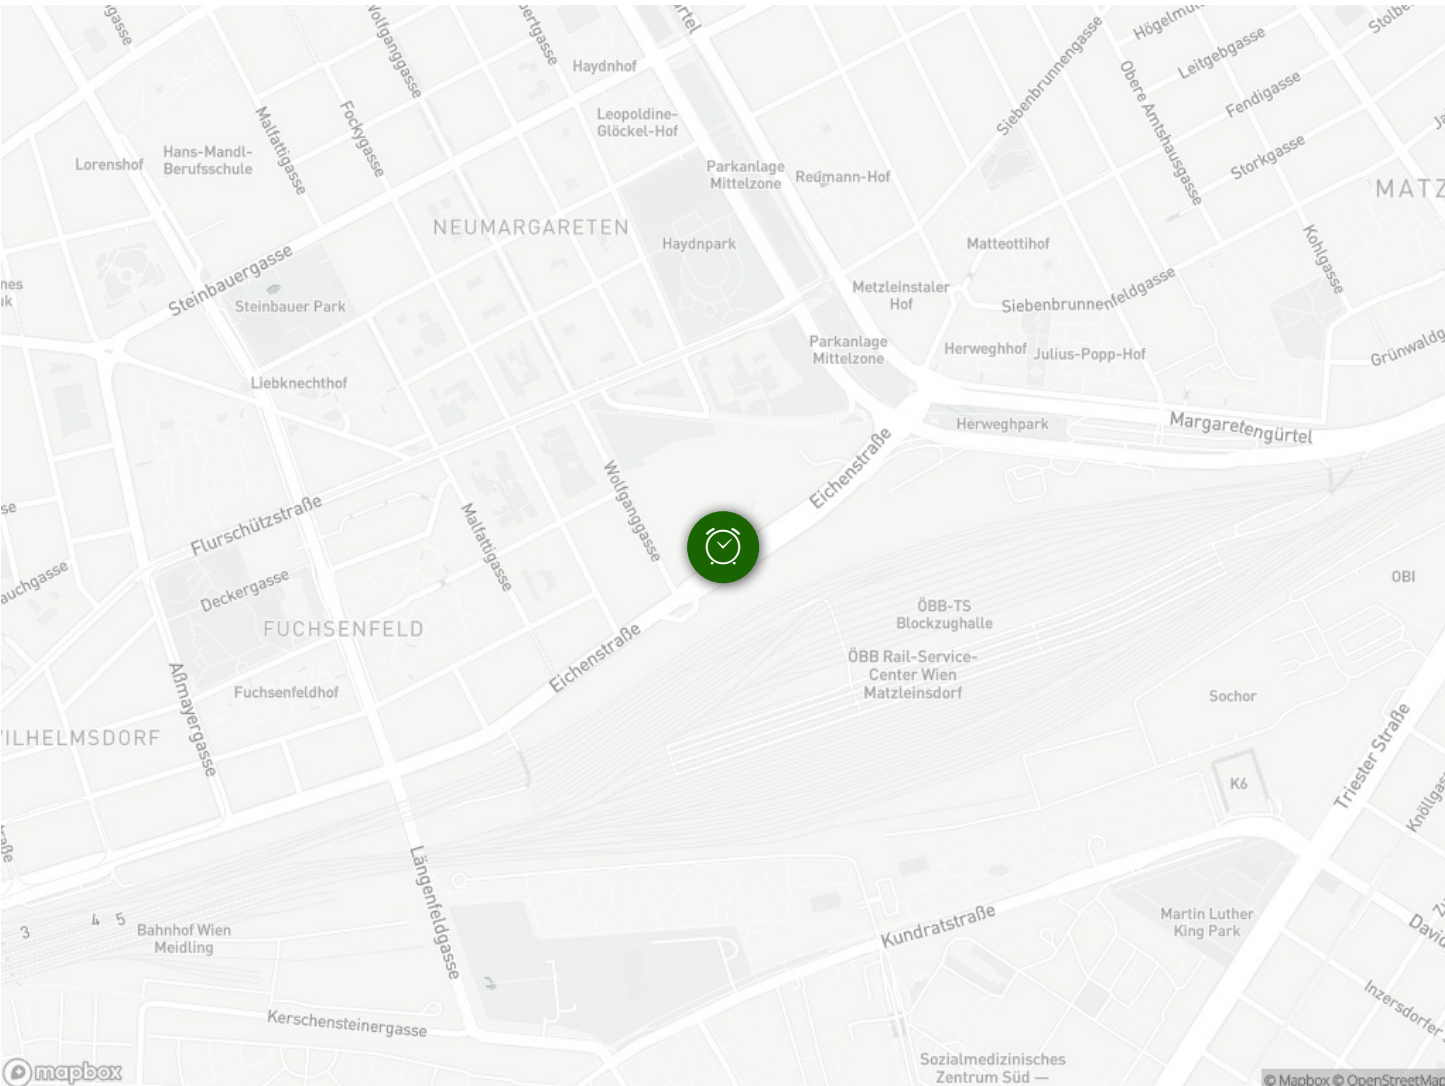 Haydnhof
Leopoldine-
Glöckel-Hof
Malfattigasse
Fockygasse
Wolfganggasse
Siebenbrunnengasse
Leitgebgasse
Obere Amtshausgasse
Fendigasse
Storkgasse
Lorenshof
Hans-Mandl-
Berufsschule
Parkanlage
Mittelzone
Reumann-Hof
MATZ
NEUMARGARETEN
Haydnpark
Matteottihof
Kohlgasse
Steinbauergasse
Steinbauer Park
Metzleinstaler
Hof
Siebenbrunnenfeldgasse
Parkanlage
Mittelzone
Herweghhof
Julius-Popp-Hof
Grünwaldg
Liebknechthof
Herweghpark
Margaretengürtel
Eichenstraße
Wolfganggasse
Malfattigasse
Flurschützstraße
Deckergasse
auchgasse
FUCHSENFELD
OBI
ÖBB-TS
Blockzughalle
Eichenstraße
ÖBB Rail-Service-
Center Wien
Matzleinsdorf
Aßmayergasse
Fuchsenfeldhof
Sochor
ILHELMSDORF
Triester Straße
K6
Knöllgas
Längenfeldgasse
3
4
5
Bahnhof Wien
Meidling
Kundratstraße
Martin Luther
King Park
David
Inzersdorfer
Kerschensteinergasse
Sozialmedizinisches
Zentrum Süd —
mapbox
© Mapbox © OpenStreetMap